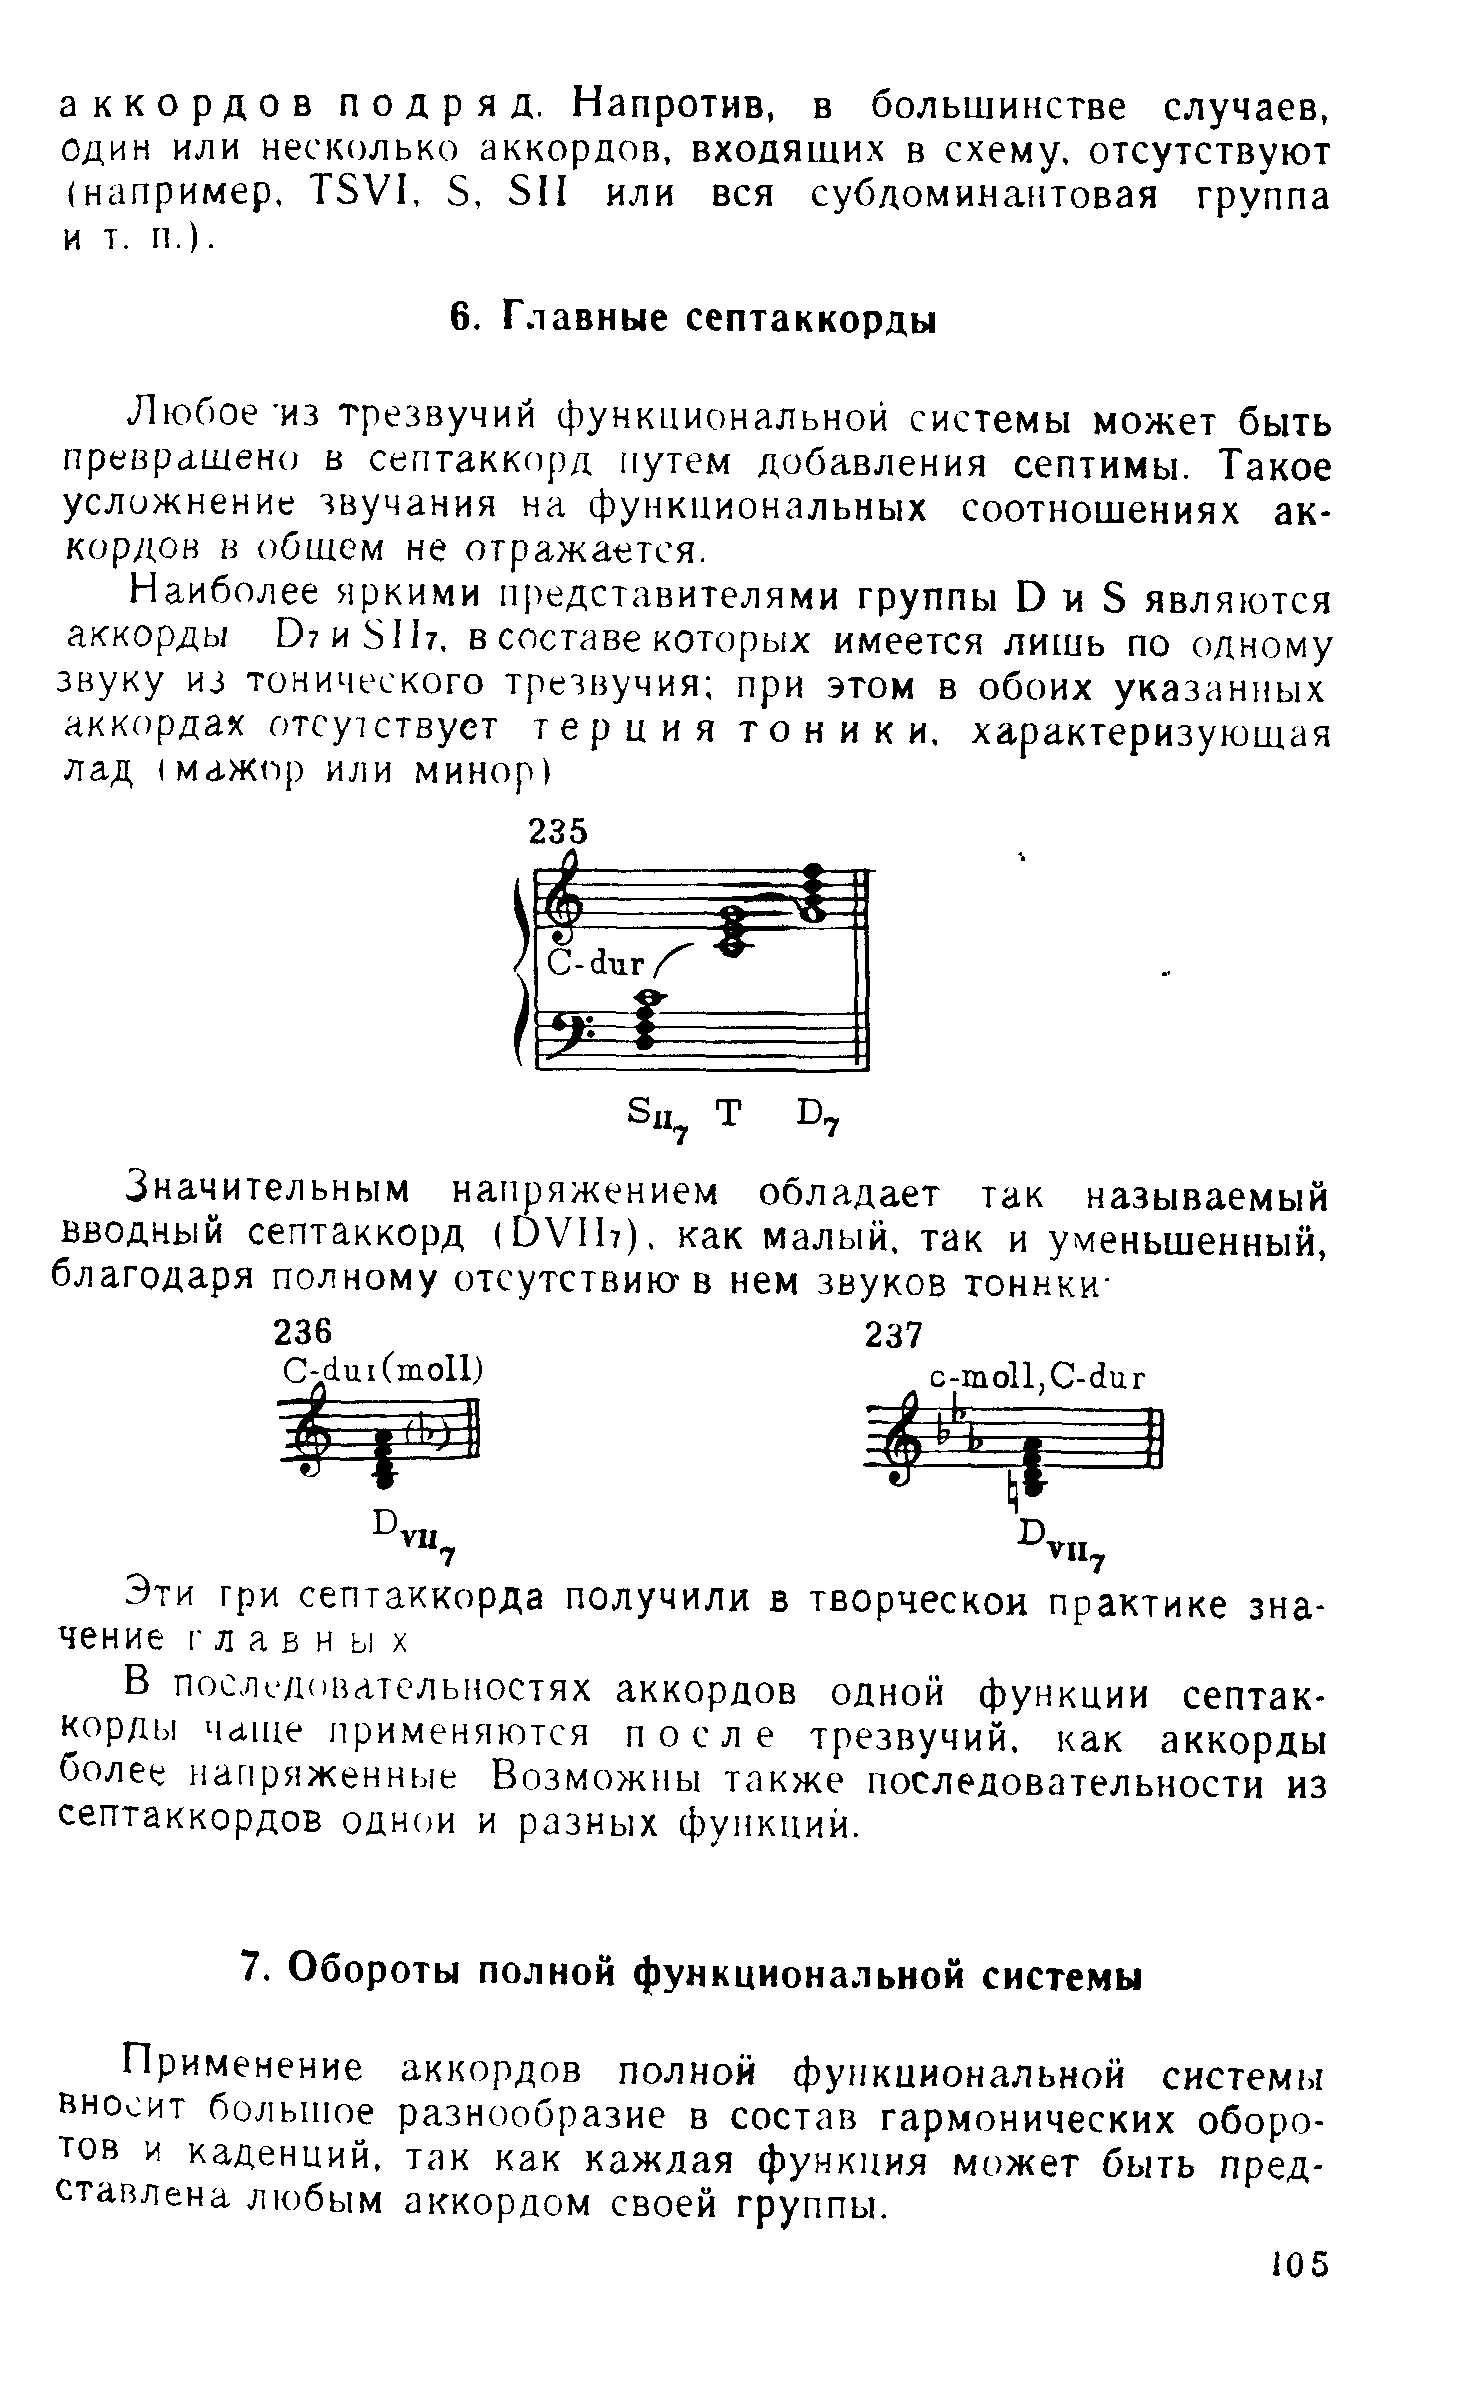 аккордов подряд. Напротив, в большинстве случаев,
один или несколько аккордов, входящих в схему, отсутствуют
(например, TSVI, S, SII или вся субдоминантовая группа
и т. п.).
6. Главные септаккорды
Любое из трезвучий функциональной системы может быть
превращено в септаккорд путем добавления септимы. Такое
усложнение звучания на функциональных соотношениях ак-
кордов в общем не отражается.
Наиболее яркими представителями группы D и S являются
аккорды D7 и SII7, в составе которых имеется лишь по одному
звуку из тонического трезвучия; при этом в обоих указанных
аккордах отсутствует терция тоники, характеризующая
лад (мажор или минор)
235
C-dur
SII7 T D7
Значительным напряжением обладает так называемый
вводный септаккорд (DVII7), как малый, так и уменьшенный,
благодаря полному отсутствию в нем звуков тоники
236 237
C-dur(moll) c-moll, C-dur
DVII7 DVII7
Эти три септаккорда получили в творческой практике зна-
чение главных
В последовательностях аккордов одной функции септак-
корды чаще применяются после трезвучий, как аккорды
более напряженные Возможны также последовательности из
септаккордов одной и разных функций.
7. Обороты полной функциональной системы
Применение аккордов полной функциональной системы
вносит большое разнообразие в состав гармонических оборо-
тов и каденций, так как каждая функция может быть пред-
ставлена любым аккордом своей группы.
105